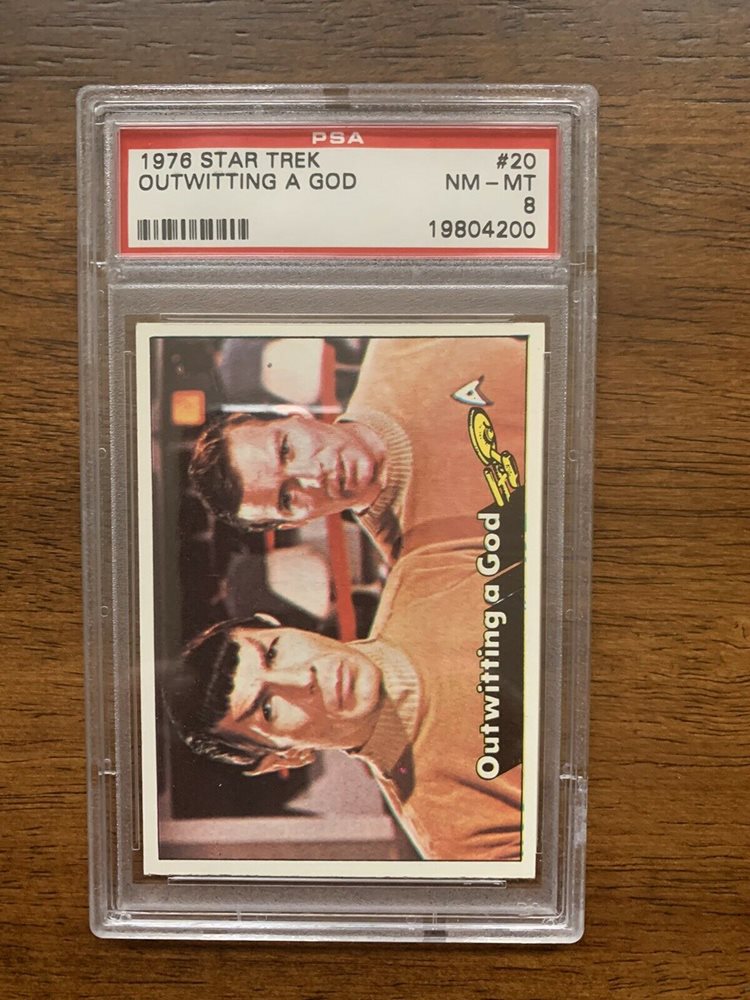 PSA
1976 STAR TREK #20
OUTWITTING A GOD NM - MT
8
19804200
Outwitting a God